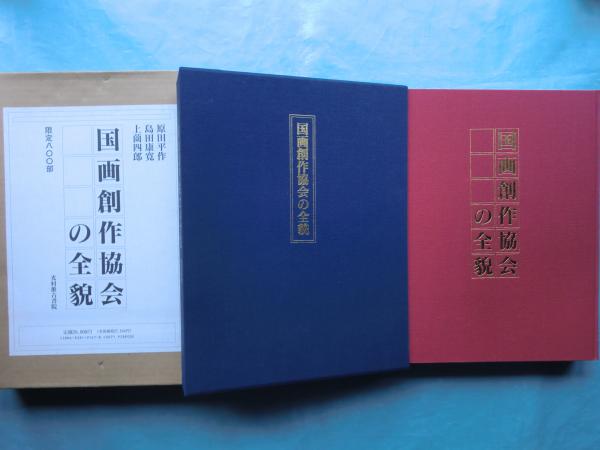 原田平作
島田康寛
上薗四郎
国画創作協会
の全貌
限定八〇〇部
光村推古書院
国画創作協会の全貌
国画創作協会
の全貌